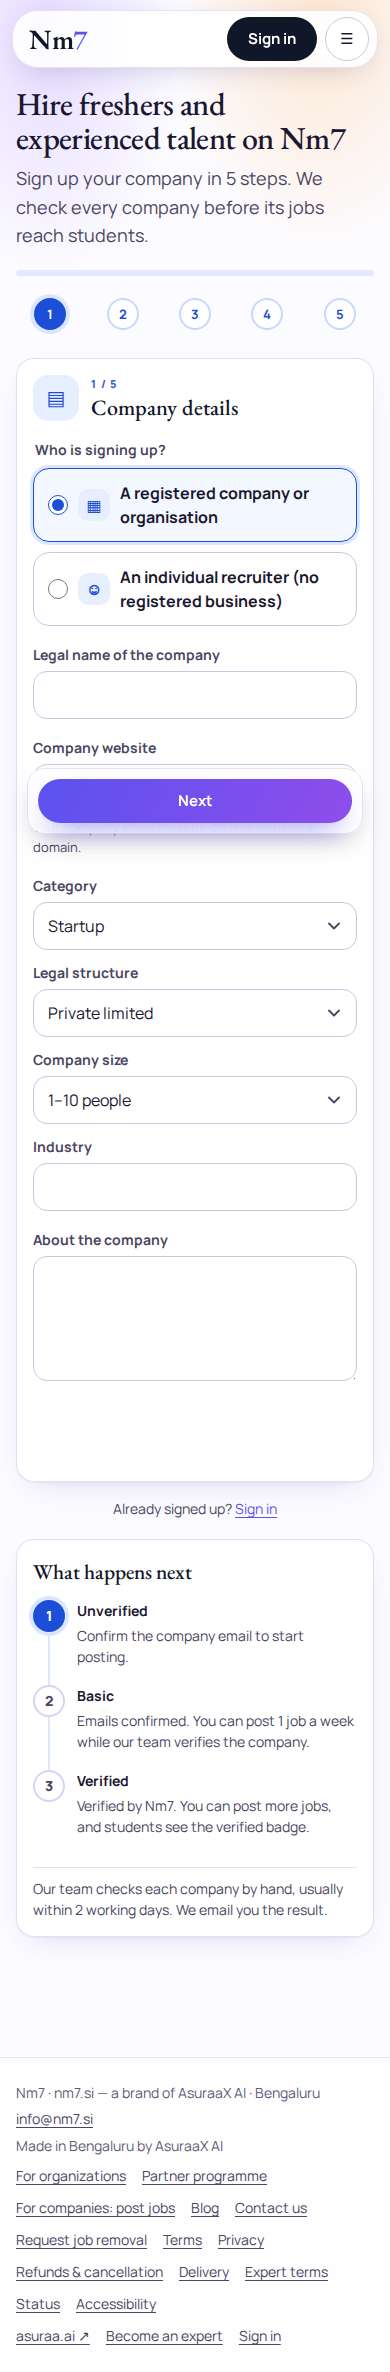 Nm7
Sign in
Hire freshers and
experienced talent on Nm7
Sign up your company in 5 steps. We
check every company before its jobs
reach students.
1
2
3
4
5
1 / 5
Company details
Who is signing up?
A registered company or
organisation
An individual recruiter (no
registered business)
Legal name of the company
Company website
Next
domain.
Category
Startup
Legal structure
Private limited
Company size
1–10 people
Industry
About the company
Already signed up? Sign in
What happens next
1
Unverified
Confirm the company email to start
posting.
2
Basic
Emails confirmed. You can post 1 job a week
while our team verifies the company.
3
Verified
Verified by Nm7. You can post more jobs,
and students see the verified badge.
Our team checks each company by hand, usually
within 2 working days. We email you the result.
Nm7 · nm7.si — a brand of AsuraaX AI · Bengaluru
info@nm7.si
Made in Bengaluru by AsuraaX AI
For organizations Partner programme
For companies: post jobs Blog Contact us
Request job removal Terms Privacy
Refunds & cancellation Delivery Expert terms
Status Accessibility
asuraa.ai ↗ Become an expert Sign in